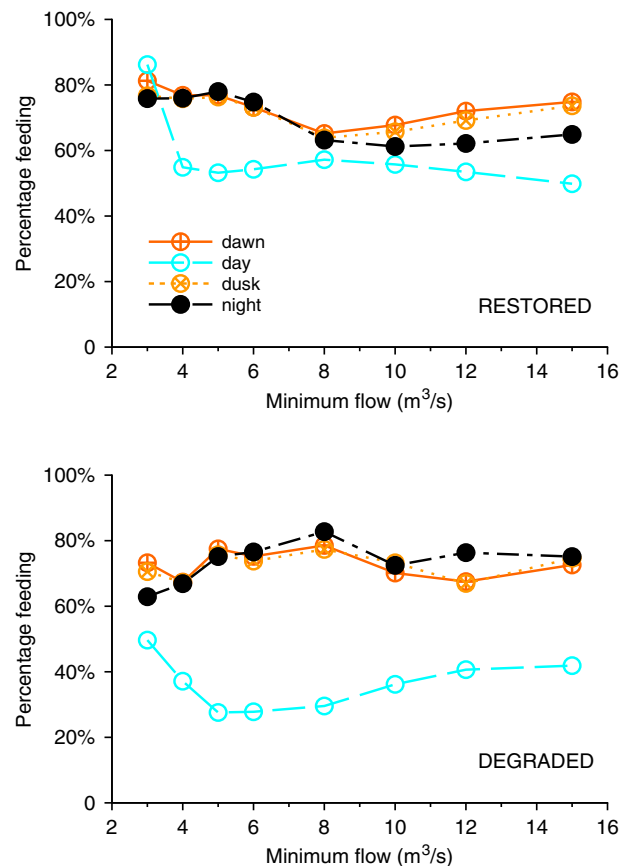 100%
80%
60%
40%
20%
0
Percentage feeding
dawn
day
dusk
night
RESTORED
2 4 6 8 10 12 14 16
Minimum flow (m³/s)
100%
80%
60%
40%
20%
0
Percentage feeding
DEGRADED
2 4 6 8 10 12 14 16
Minimum flow (m³/s)